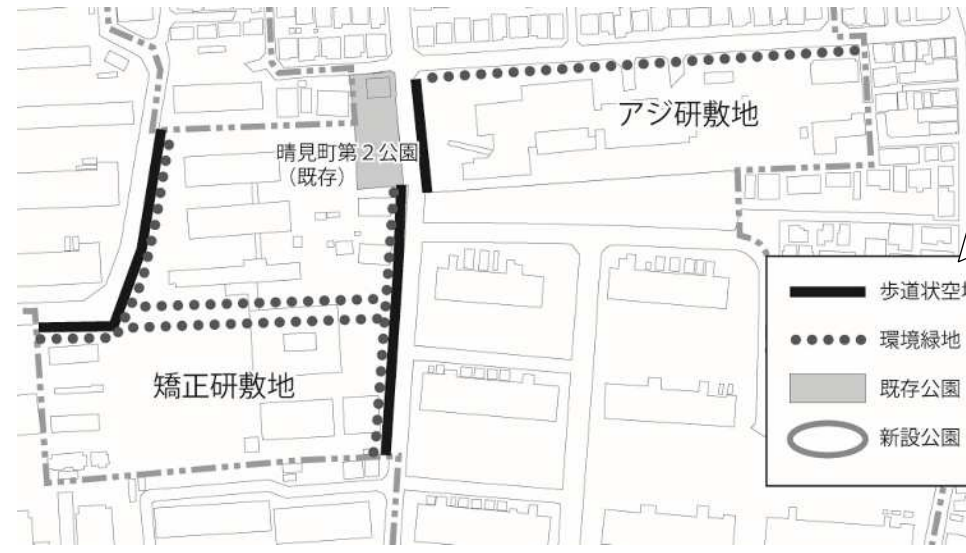 アジ研敷地
晴見町第2公園
（既存）
矯正研敷地
歩道状空
環境緑地
既存公園
新設公園